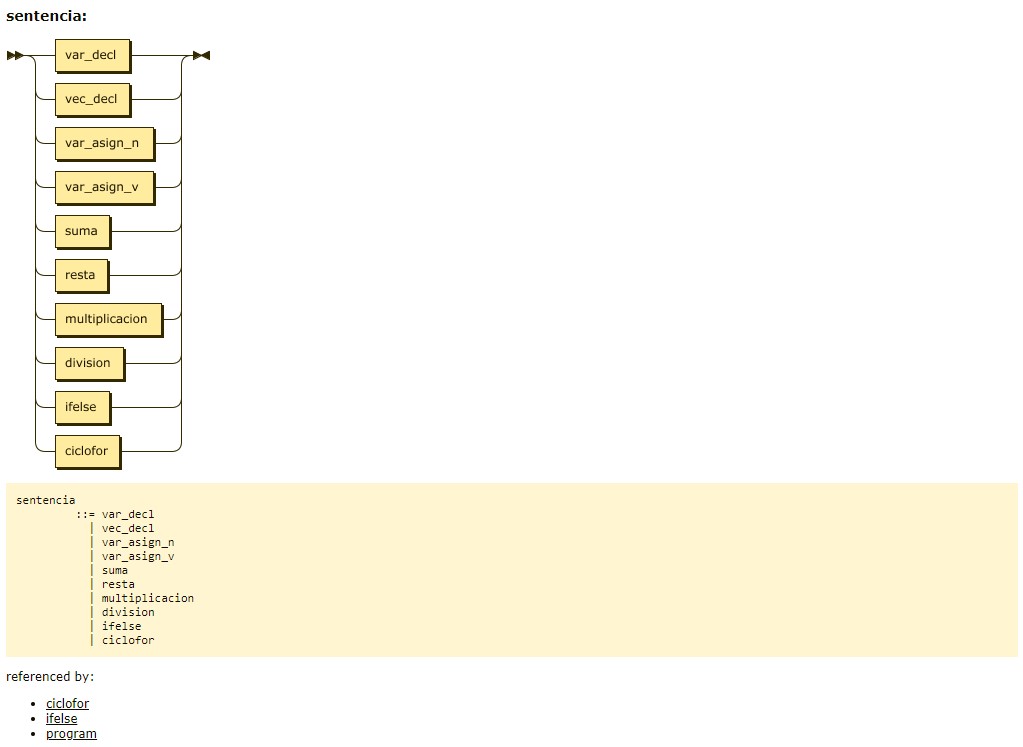 sentencia:
var_decl
vec_decl
var_asign_n
var_asign_v
suma
resta
multiplicacion
division
ifelse
ciclofor
sentencia
::= var_decl
| vec_decl
| var_asign_n
| var_asign_v
| suma
| resta
| multiplicacion
| division
| ifelse
| ciclofor
referenced by:
• ciclofor
• ifelse
• program